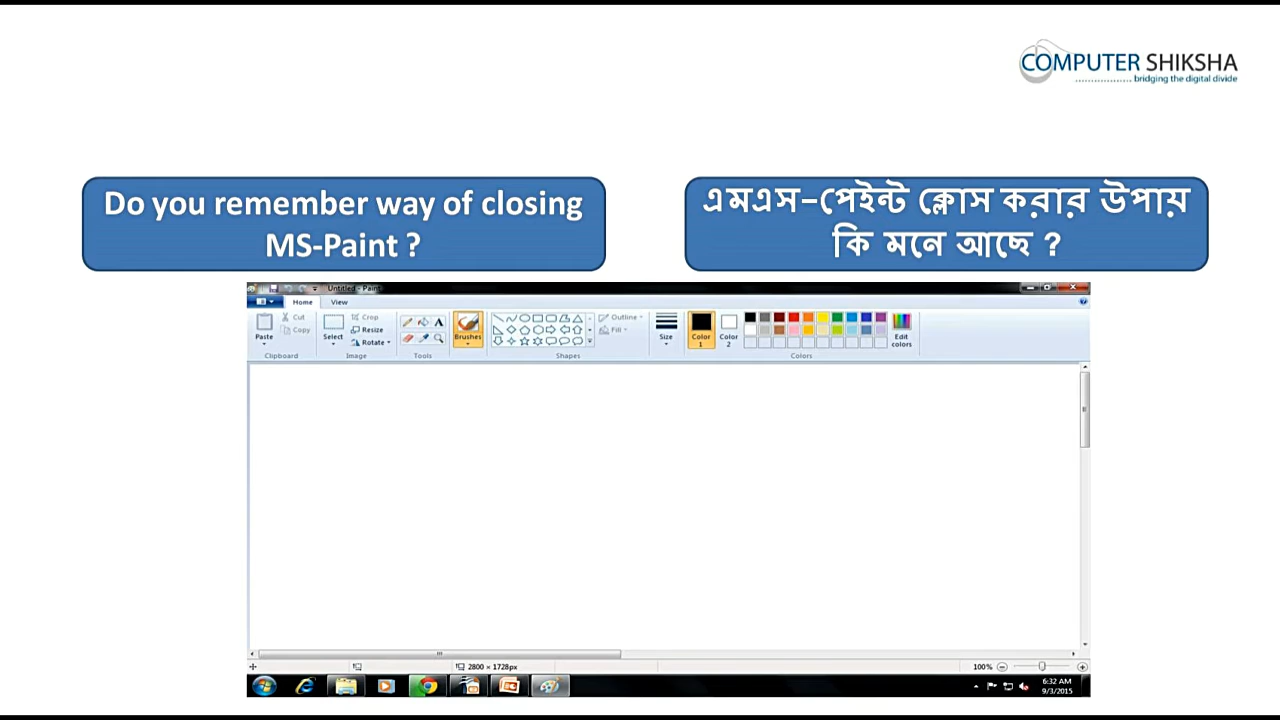 COMPUTER SHIKSHA
bridging the digital divide
Do you remember way of closing
MS-Paint ?
এমএস-পেইন্ট ক্লোস করার উপায়
কি মনে আছে ?
Untitled - Paint
Home View
Cut
Copy
Paste
Clipboard
Crop
Resize
Rotate
Select
Image
A
Tools
Brushes
Outline
Fill
Shapes
Size
Color
1
Color
2
Edit
colors
Colors
2800 × 1728px
100%
6:32 AM
9/3/2015